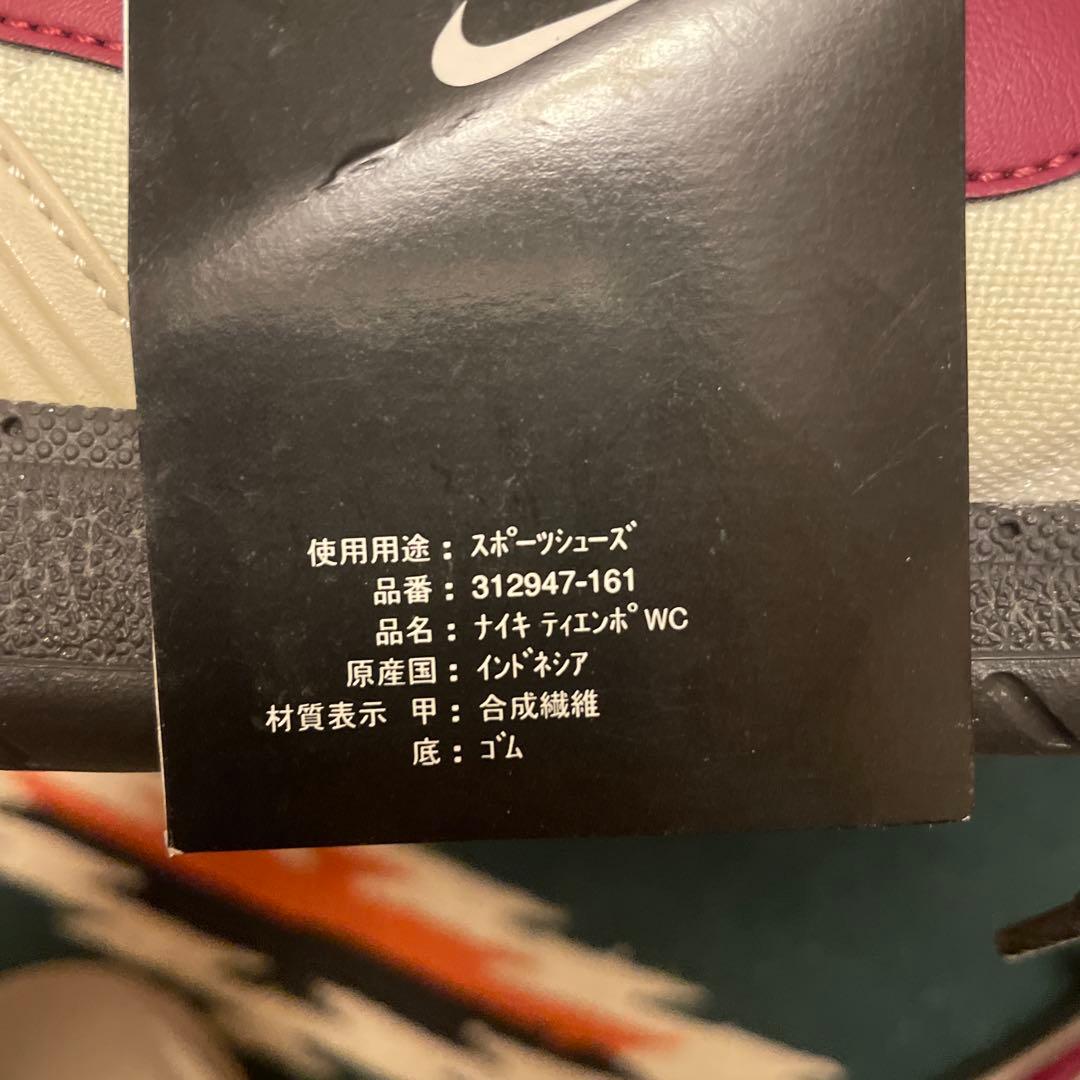 使用用途：スポーツシューズ
品番：312947-161
品名：ナイキ ティエンポ WC
原産国：インドネシア
材質表示 甲：合成繊維
底：ゴム